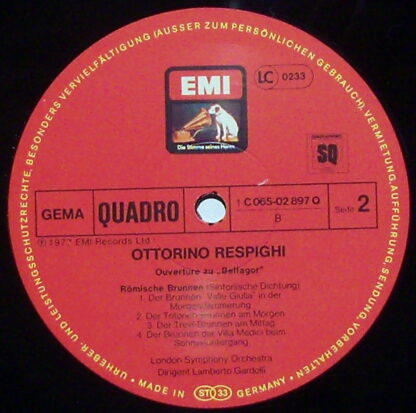 URHEBER- UND LEISTUNGSSCHUTZRECHTE, BESONDERS VERVIELFÄLTIGUNG (AUSSER ZUM PERSÖNLICHEN GEBRAUCH), VERMIETUNG, AUFFÜHRUNG, SENDUNG, VORBEHALTEN
EMI
LC 0233
Die Stimme seines Herrn
SQ
GEMA QUADRO 1 C 065-02 897 Q
B
Seite 2
EMI Records Ltd
OTTORINO RESPIGHI
Ouvertüre zu „Belfagor"
Römische Brunnen (Sinfonische Dichtung)
1. Der Brunnen "Valle Giulia" in der
Morgendämmerung
2. Der Tritonen-Brunnen am Morgen
3. Der Trevi-Brunnen am Mittag
4. Der Brunnen der Villa Medici beim
Sonnenuntergang
London Symphony Orchestra
Dirigent Lamberto Gardelli
MADE IN ST 33 GERMANY